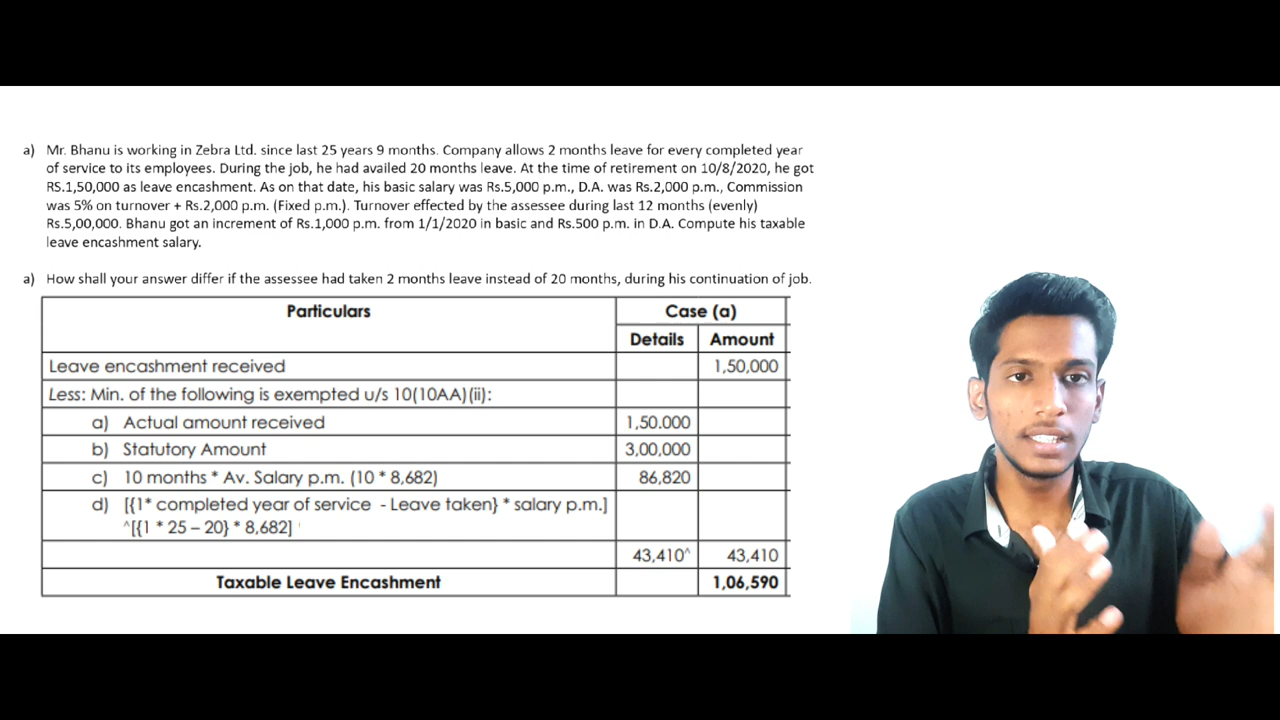 a) Mr. Bhanu is working in Zebra Ltd. since last 25 years 9 months. Company allows 2 months leave for every completed year
of service to its employees. During the job, he had availed 20 months leave. At the time of retirement on 10/8/2020, he got
RS.1,50,000 as leave encashment. As on that date, his basic salary was Rs.5,000 p.m., D.A. was Rs.2,000 p.m., Commission
was 5% on turnover + Rs.2,000 p.m. (Fixed p.m.). Turnover effected by the assessee during last 12 months (evenly)
Rs.5,00,000. Bhanu got an increment of Rs.1,000 p.m. from 1/1/2020 in basic and Rs.500 p.m. in D.A. Compute his taxable
leave encashment salary.
a) How shall your answer differ if the assessee had taken 2 months leave instead of 20 months, during his continuation of job.
Particulars Case (a)
Details Amount
Leave encashment received 1,50,000
Less: Min. of the following is exempted u/s 10(10AA)(ii):
a) Actual amount received 1,50.000
b) Statutory Amount 3,00,000
c) 10 months * Av. Salary p.m. (10 * 8,682) 86,820
d) [{1* completed year of service - Leave taken} * salary p.m.]
^[{1 * 25 – 20} * 8,682]
43,410^ 43,410
Taxable Leave Encashment 1,06,590